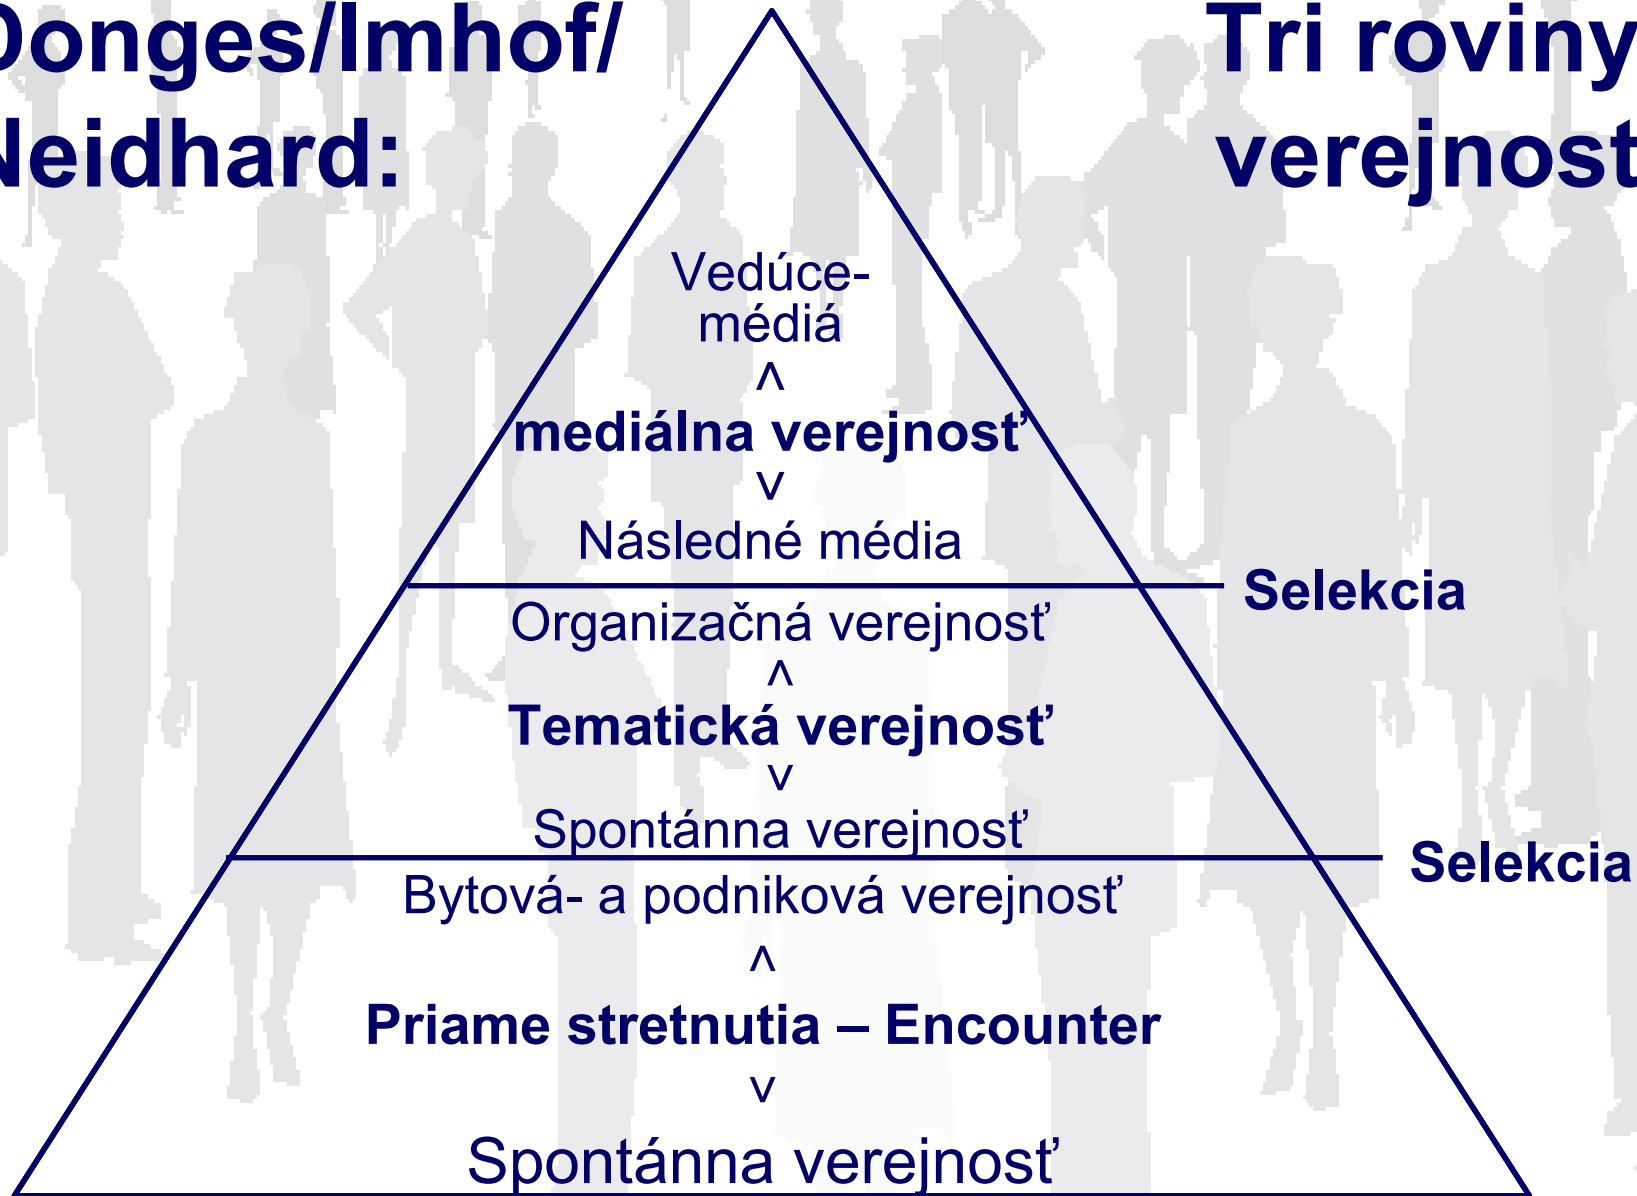 Donges/Imhof/
Neidhard:
Tri roviny
verejnost
Vedúce-
médiá
^
mediálna verejnosť
v
Následné média
Selekcia
Organizačná verejnosť
^
Tematická verejnosť
v
Spontánna verejnosť
Selekcia
Bytová- a podniková verejnosť
^
Priame stretnutia – Encounter
v
Spontánna verejnosť